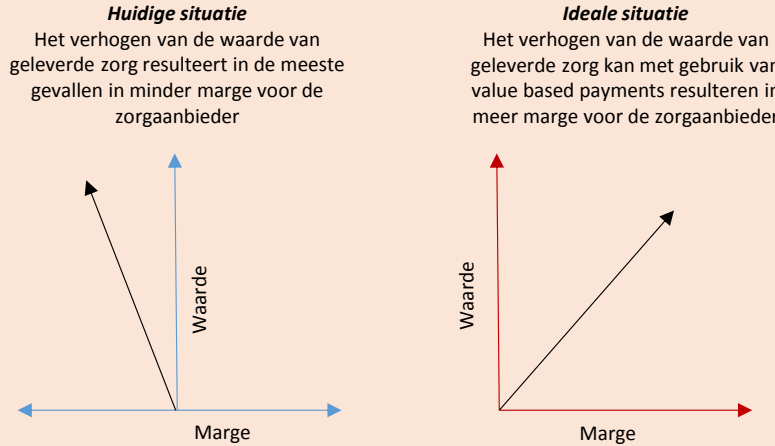 Huidige situatie
Het verhogen van de waarde van
geleverde zorg resulteert in de meeste
gevallen in minder marge voor de
zorgaanbieder
Waarde
Marge
Ideale situatie
Het verhogen van de waarde van
geleverde zorg kan met gebruik van
value based payments resulteren in
meer marge voor de zorgaanbieder
Waarde
Marge